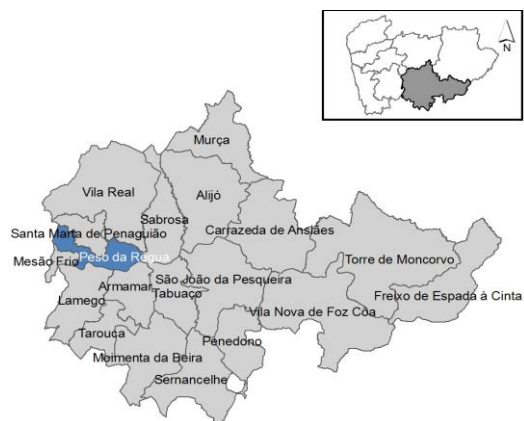 N
Murça
Vila Real
Alijó
Sabrosa
Carrazeda de Ansiães
Santa Marta de Penaguião
Peso da Régua
Mesão Frio
Torre de Moncorvo
São João da Pesqueira
Armamar
Tabuaço
Freixo de Espada à Cinta
Lamego
Vila Nova de Foz Côa
Tarouca
Penedono
Moimenta da Beira
Sernancelhe